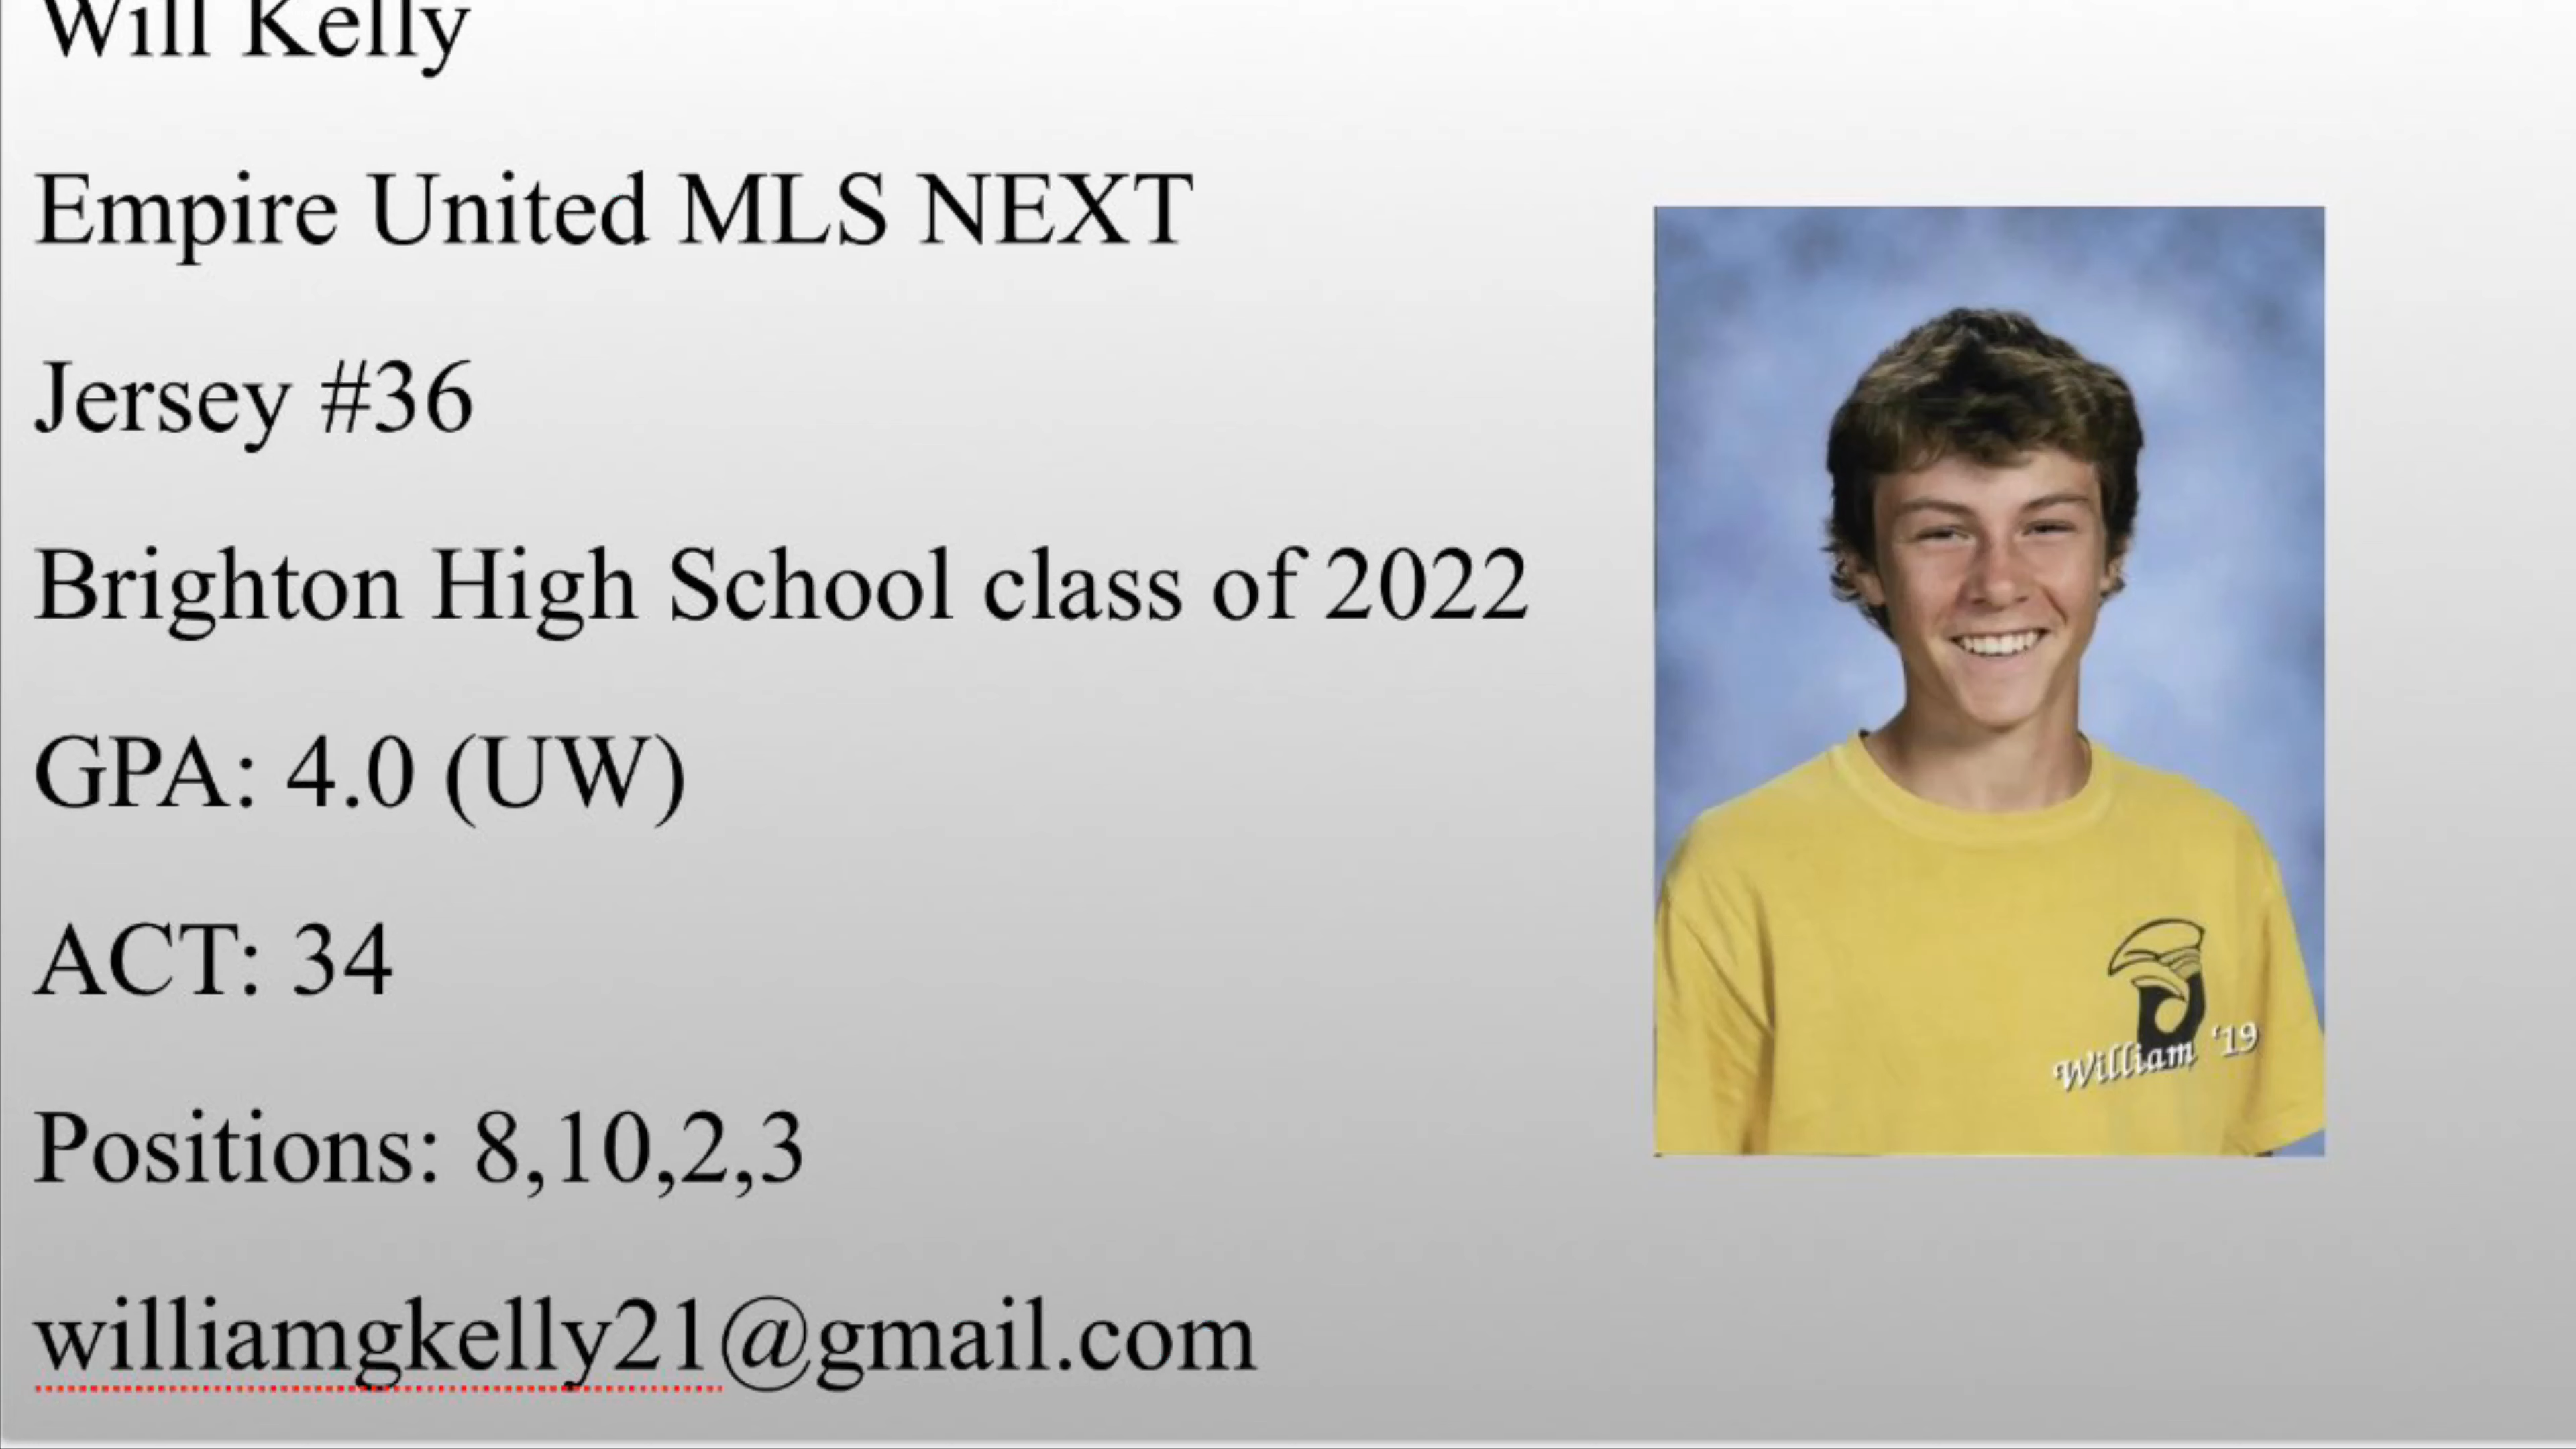 Will Kelly
Empire United MLS NEXT
Jersey #36
Brighton High School class of 2022
GPA: 4.0 (UW)
ACT: 34
Positions: 8,10,2,3
williamgkelly21@gmail.com
William '19